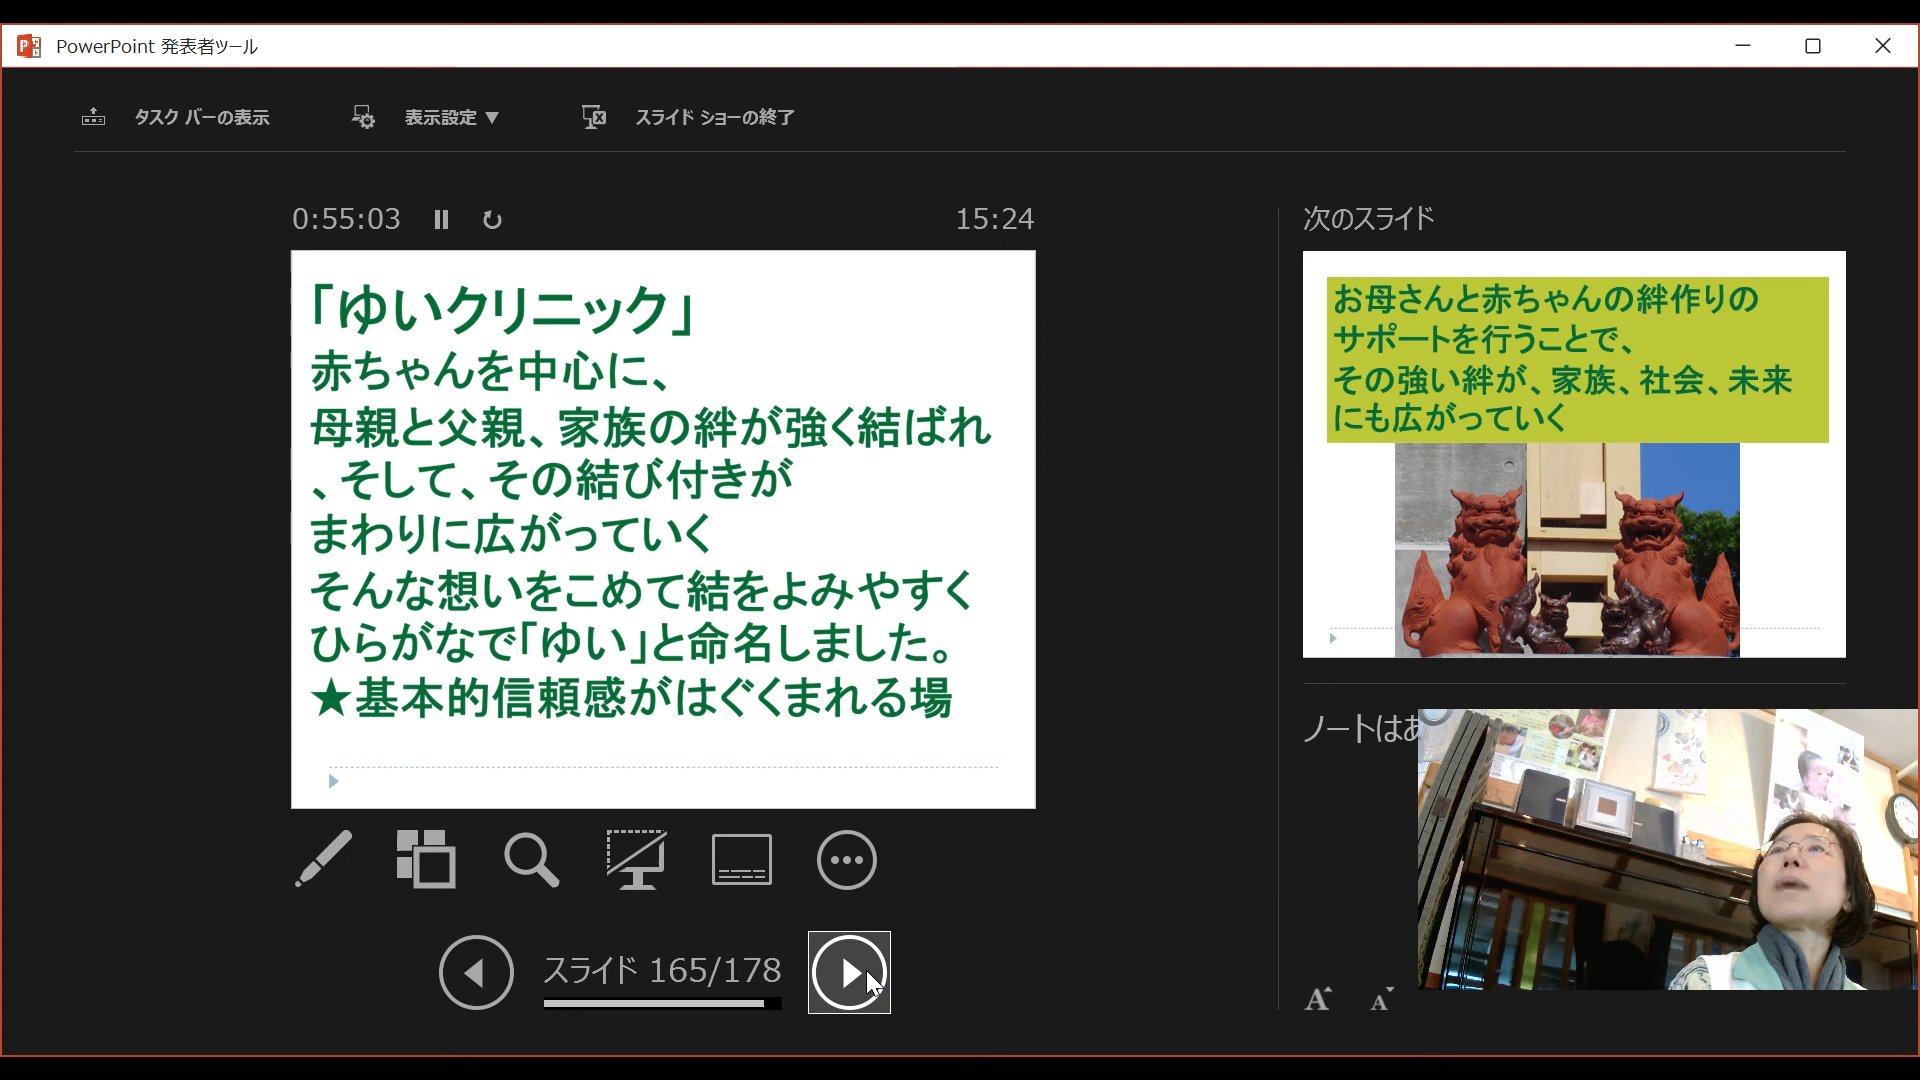 PowerPoint 発表者ツール
タスク バーの表示
表示設定 ▼
スライド ショーの終了
0:55:03
15:24
「ゆいクリニック」
赤ちゃんを中心に、
母親と父親、家族の絆が強く結ばれ
、そして、その結び付きが
まわりに広がっていく
そんな想いをこめて結をよみやすく
ひらがなで「ゆい」と命名しました。
★基本的信頼感がはぐくまれる場
スライド 165/178
次のスライド
お母さんと赤ちゃんの絆作りの
サポートを行うことで、
その強い絆が、家族、社会、未来
にも広がっていく
ノートはあ
A
A